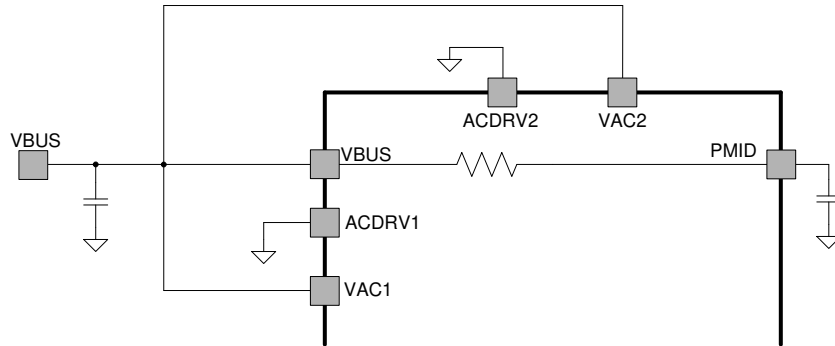 ACDRV2
VAC2
VBUS
VBUS
PMID
ACDRV1
VAC1